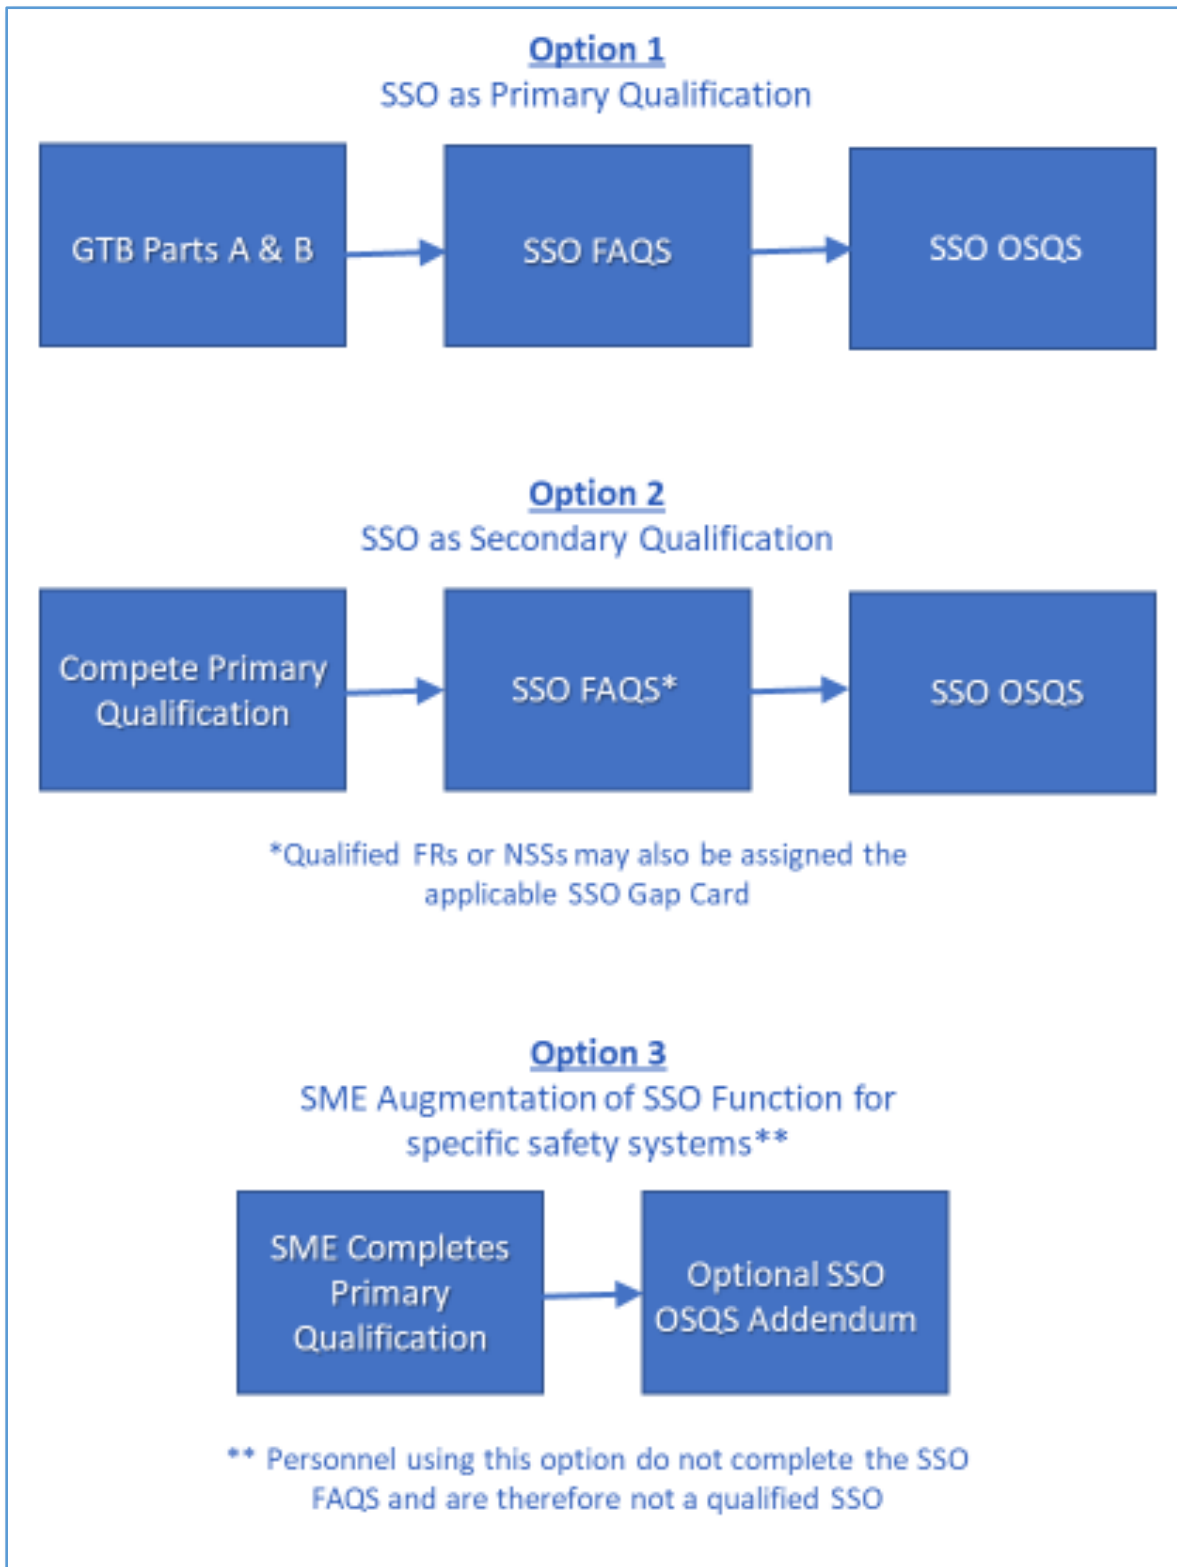 Option 1
SSO as Primary Qualification
GTB Parts A & B
SSO FAQS
SSO OSQS
Option 2
SSO as Secondary Qualification
Compete Primary
Qualification
SSO FAQS*
SSO OSQS
*Qualified FRs or NSSs may also be assigned the
applicable SSO Gap Card
Option 3
SME Augmentation of SSO Function for
specific safety systems**
SME Completes
Primary
Qualification
Optional SSO
OSQS Addendum
** Personnel using this option do not complete the SSO
FAQS and are therefore not a qualified SSO